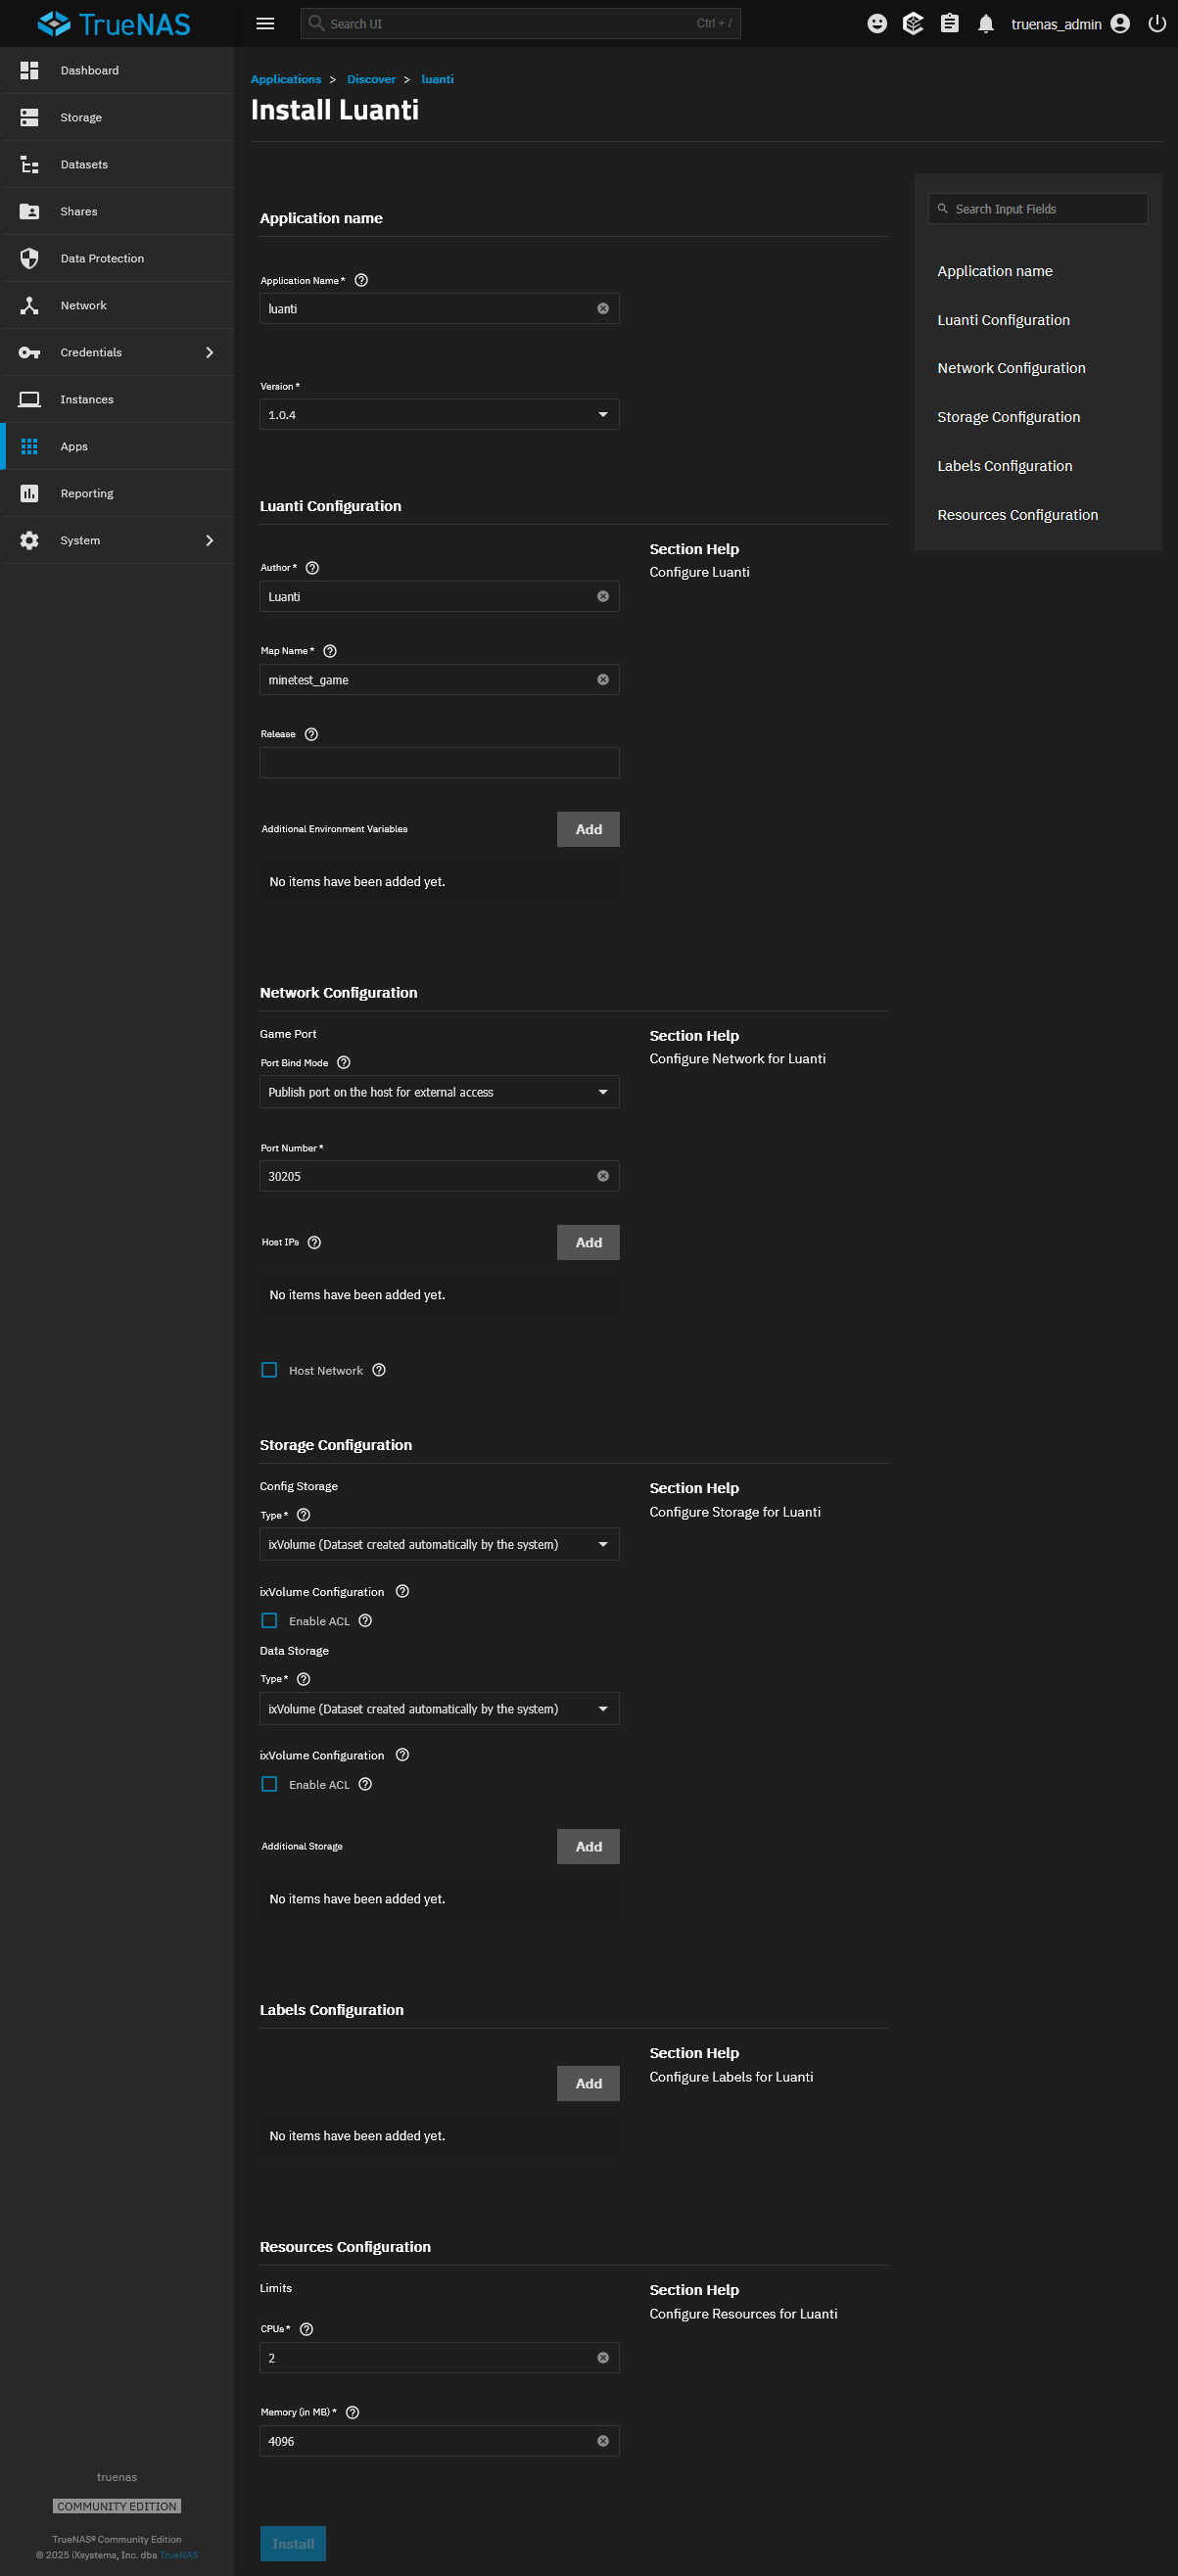 TrueNAS
Search UI
Ctrl + /
truenas_admin
Dashboard
Storage
Datasets
Shares
Data Protection
Network
Credentials
Instances
Apps
Reporting
System
truenas
COMMUNITY EDITION
TrueNAS® Community Edition
© 2025 iXsystems, Inc. dba TrueNAS
Applications > Discover > luanti
Install Luanti
Application name
Application Name *
luanti
Version *
1.0.4
Luanti Configuration
Section Help
Configure Luanti
Author *
Luanti
Map Name *
minetest_game
Release
Additional Environment Variables
Add
No items have been added yet.
Network Configuration
Section Help
Configure Network for Luanti
Game Port
Port Bind Mode
Publish port on the host for external access
Port Number *
30205
Host IPs
Add
No items have been added yet.
Host Network
Storage Configuration
Section Help
Configure Storage for Luanti
Config Storage
Type *
ixVolume (Dataset created automatically by the system)
ixVolume Configuration
Enable ACL
Data Storage
Type *
ixVolume (Dataset created automatically by the system)
ixVolume Configuration
Enable ACL
Additional Storage
Add
No items have been added yet.
Labels Configuration
Section Help
Configure Labels for Luanti
Add
No items have been added yet.
Resources Configuration
Section Help
Configure Resources for Luanti
Limits
CPUs *
2
Memory (in MB) *
4096
Install
Search Input Fields
Application name
Luanti Configuration
Network Configuration
Storage Configuration
Labels Configuration
Resources Configuration